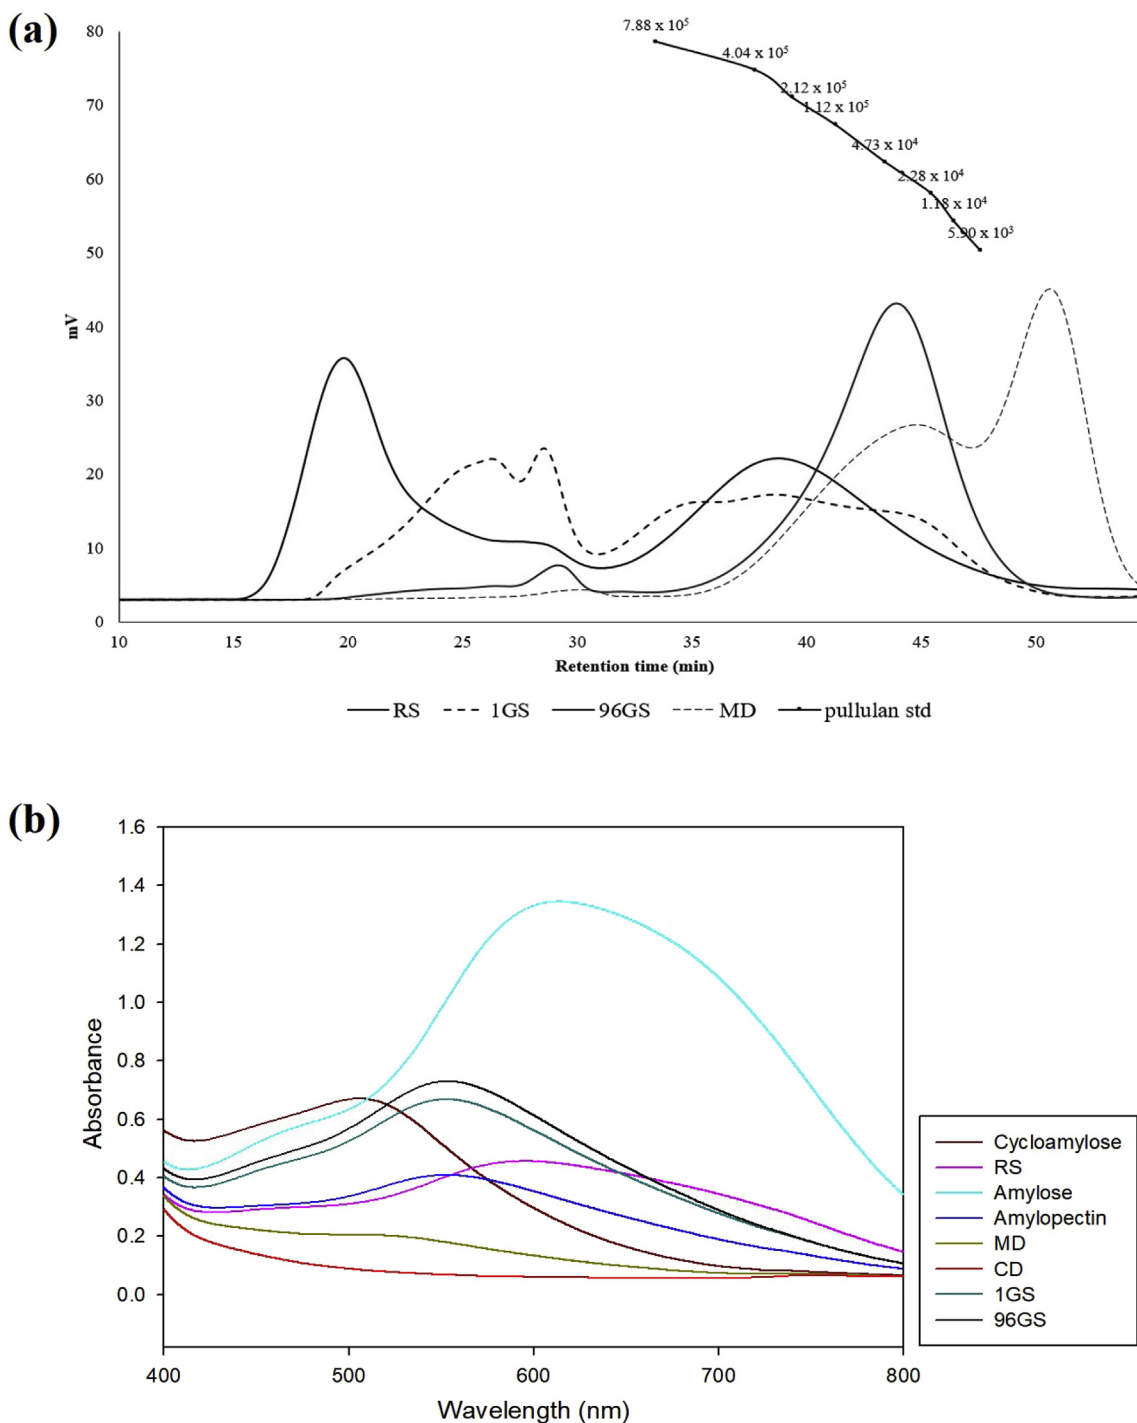 (a)
80
70
60
50
40
30
20
10
0
mV
7.88 x 10⁵
4.04 x 10⁵
2.12 x 10⁵
1.12 x 10⁵
4.73 x 10⁴
2.28 x 10⁴
1.18 x 10⁴
5.90 x 10³
10 15 20 25 30 35 40 45 50
Retention time (min)
RS 1GS 96GS MD pullulan std
(b)
1.6
1.4
1.2
1.0
0.8
0.6
0.4
0.2
0.0
Absorbance
400 500 600 700 800
Wavelength (nm)
Cycloamylose
RS
Amylose
Amylopectin
MD
CD
1GS
96GS